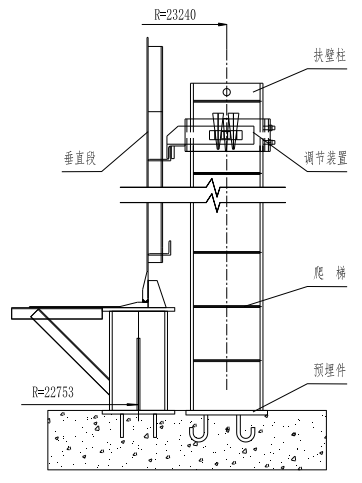 R=23240
扶壁柱
垂直段
调节装置
爬 梯
预埋件
R=22753